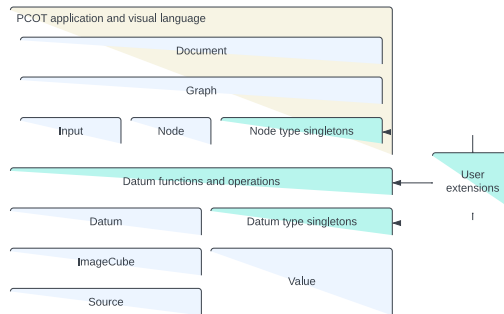 PCOT application and visual language
Document
Graph
Input
Node
Node type singletons
Datum functions and operations
User
extensions
Datum
Datum type singletons
ImageCube
Value
Source